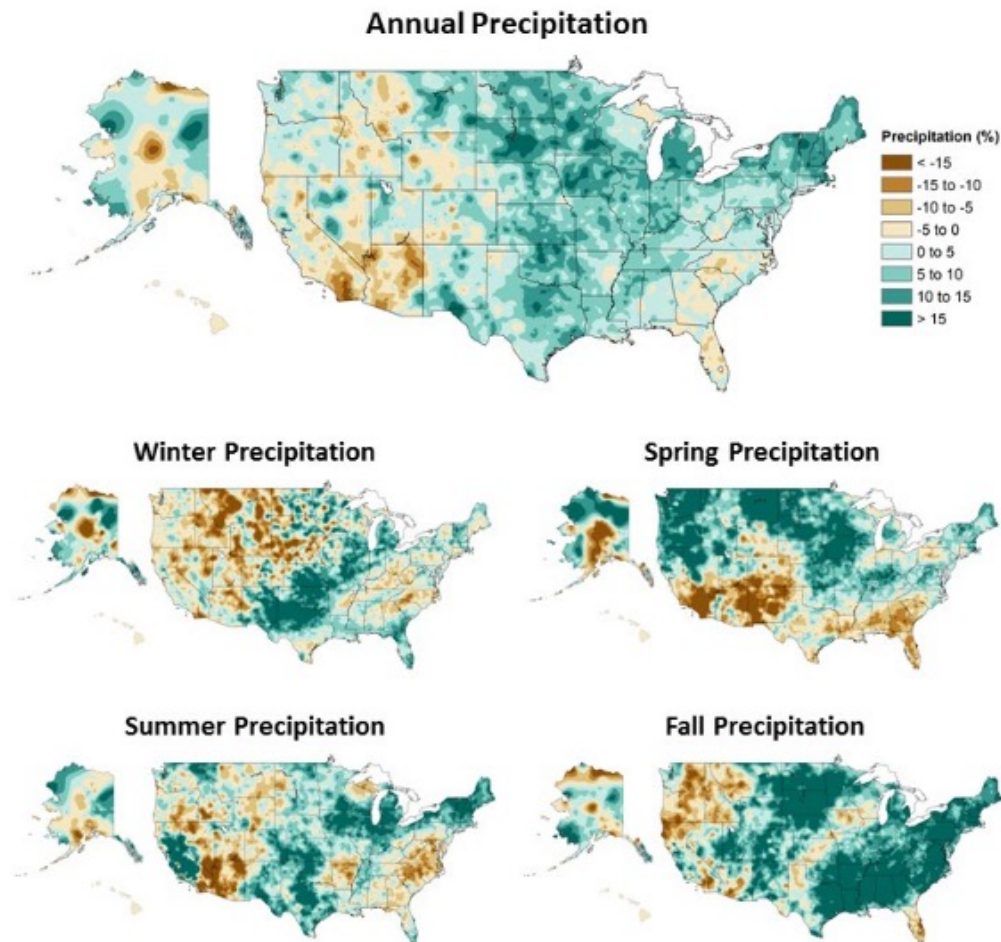 Annual Precipitation
Precipitation (%)
< -15
-15 to -10
-10 to -5
-5 to 0
0 to 5
5 to 10
10 to 15
> 15
Winter Precipitation
Spring Precipitation
Summer Precipitation
Fall Precipitation